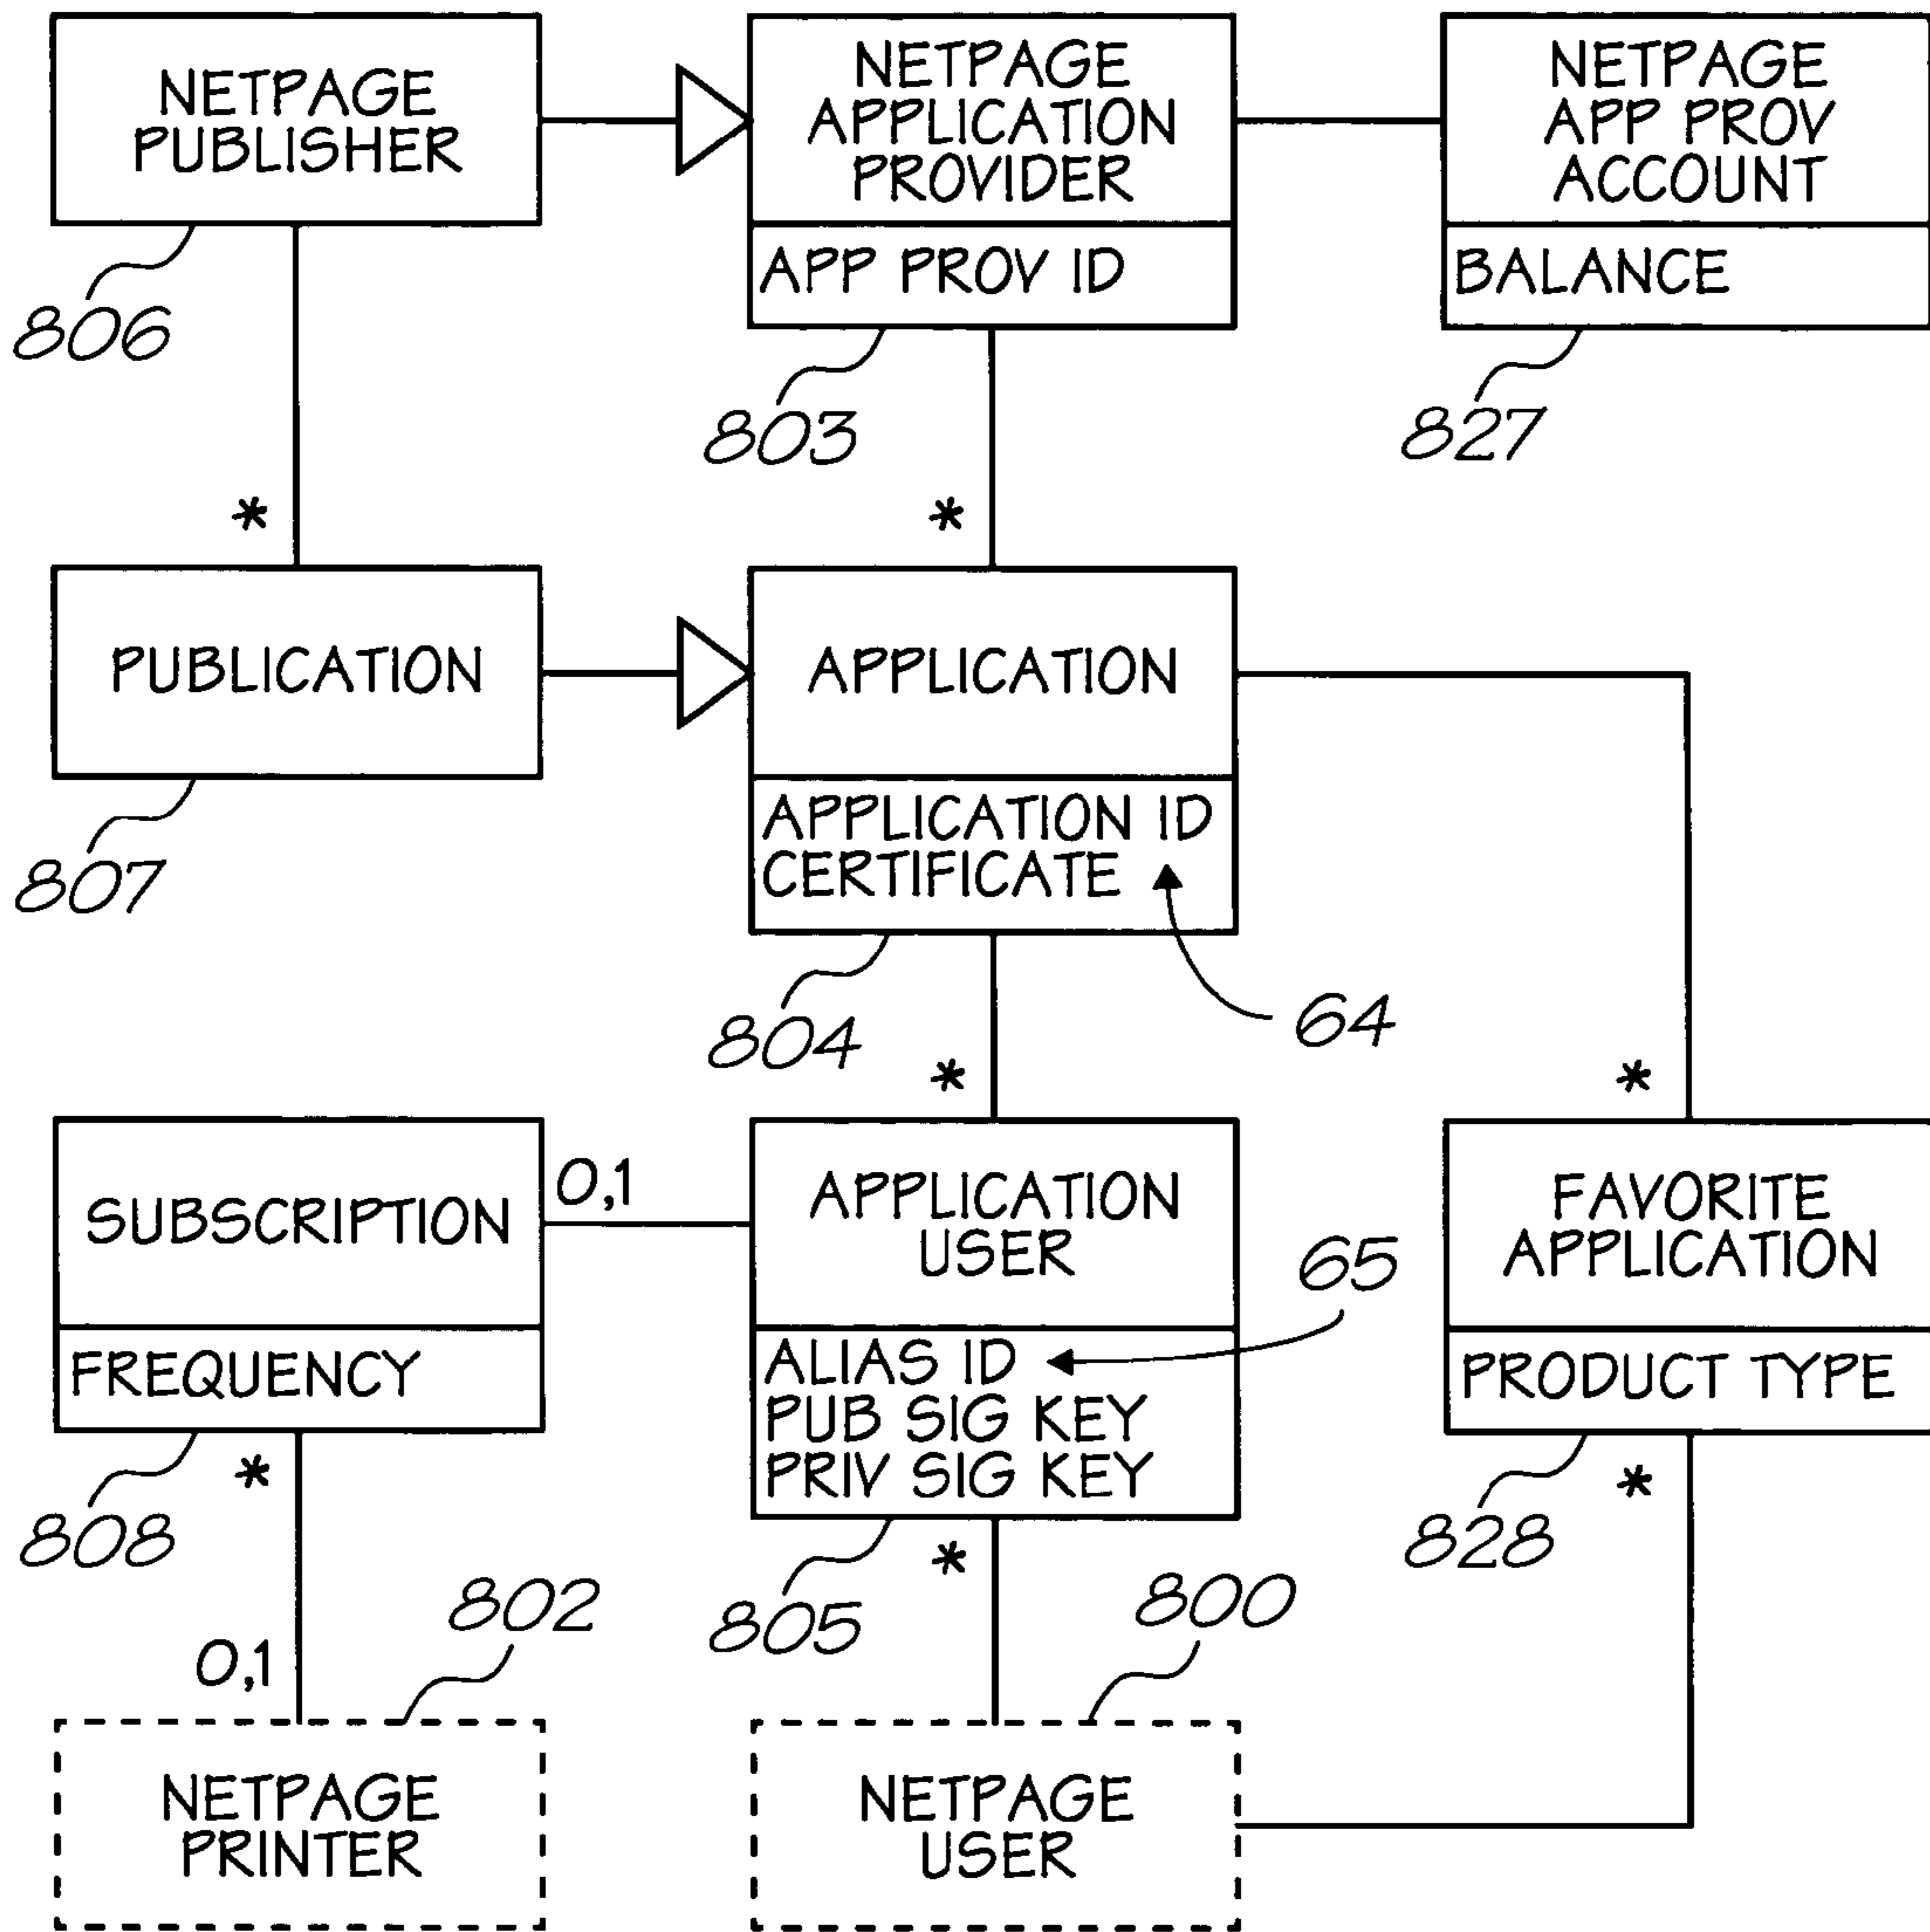 NETPAGE
PUBLISHER
NETPAGE
APPLICATION
PROVIDER
APP PROV ID
NETPAGE
APP PROV
ACCOUNT
BALANCE
806
803
827
*
*
PUBLICATION
APPLICATION
APPLICATION ID
CERTIFICATE
807
804
64
*
*
SUBSCRIPTION
FREQUENCY
0,1
APPLICATION
USER
ALIAS ID
PUB SIG KEY
PRIV SIG KEY
65
FAVORITE
APPLICATION
PRODUCT TYPE
808
*
805
*
828
*
802
800
0,1
NETPAGE
PRINTER
NETPAGE
USER